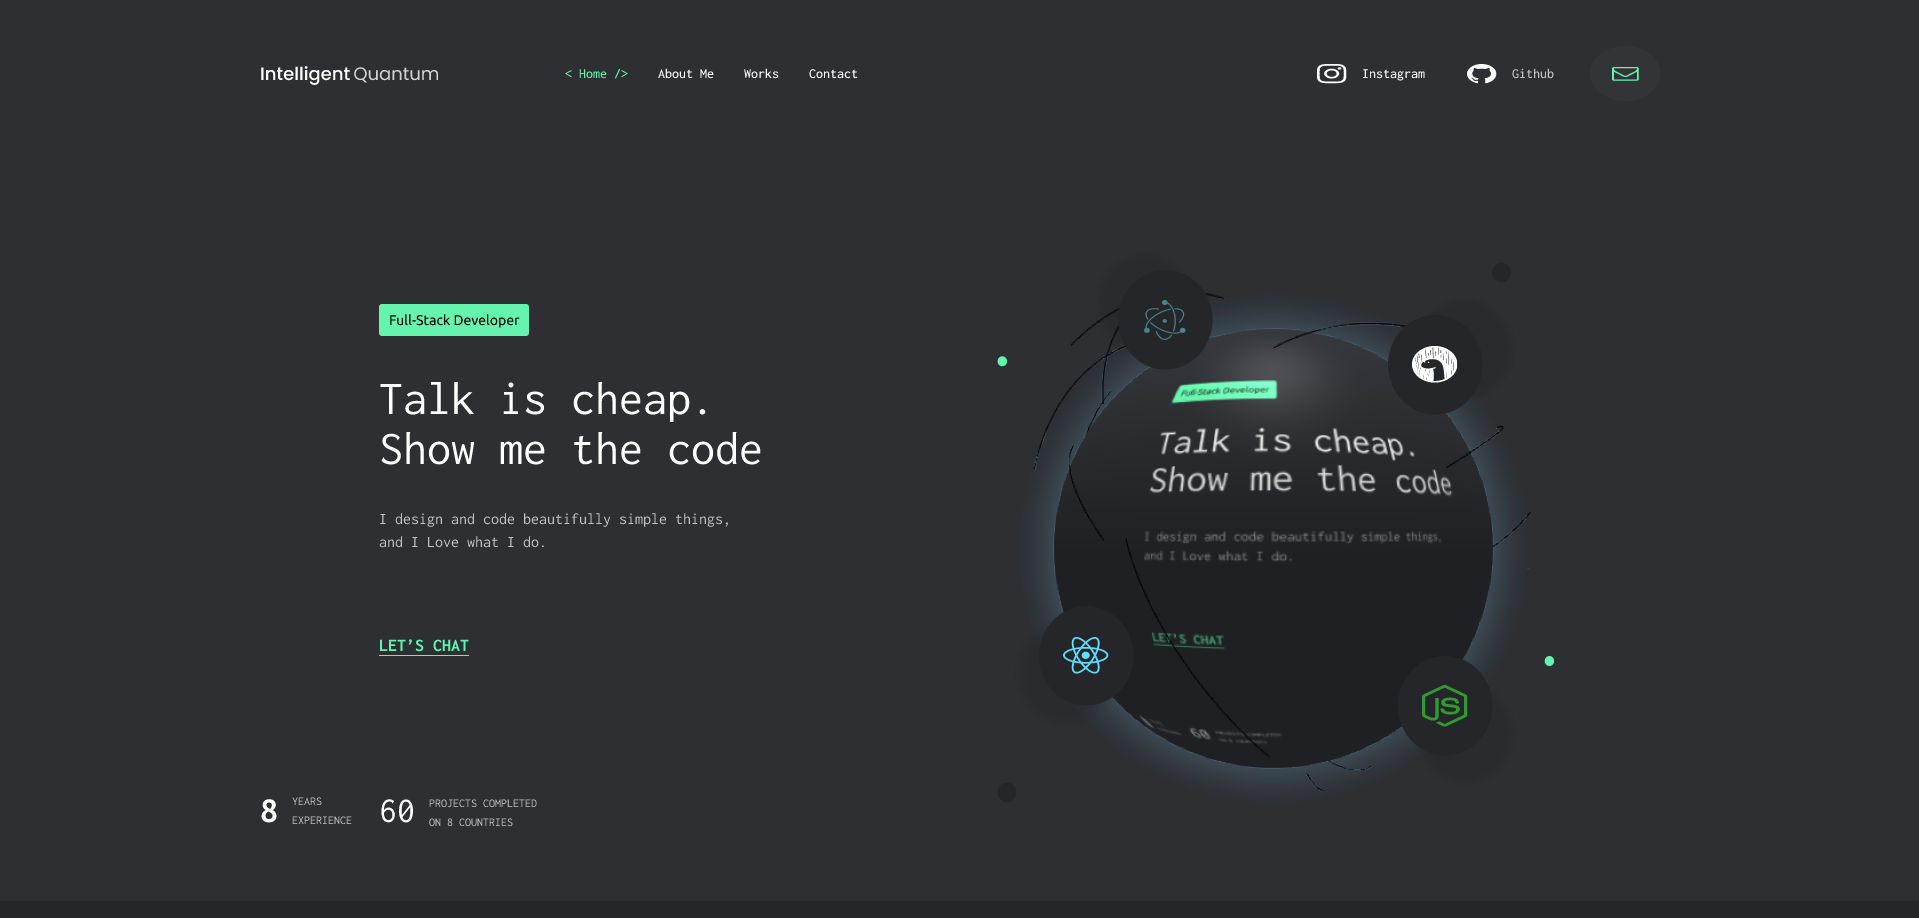 Intelligent Quantum
< Home />
About Me
Works
Contact
Instagram
Github
Full-Stack Developer
Talk is cheap.
Show me the code
I design and code beautifully simple things,
and I Love what I do.
LET’S CHAT
8
YEARS
EXPERIENCE
60
PROJECTS COMPLETED
ON 8 COUNTRIES
Full-Stack Developer
Talk is cheap.
Show me the code
I design and code beautifully simple things,
and I Love what I do.
LET’S CHAT
60
PROJECTS COMPLETED
JS